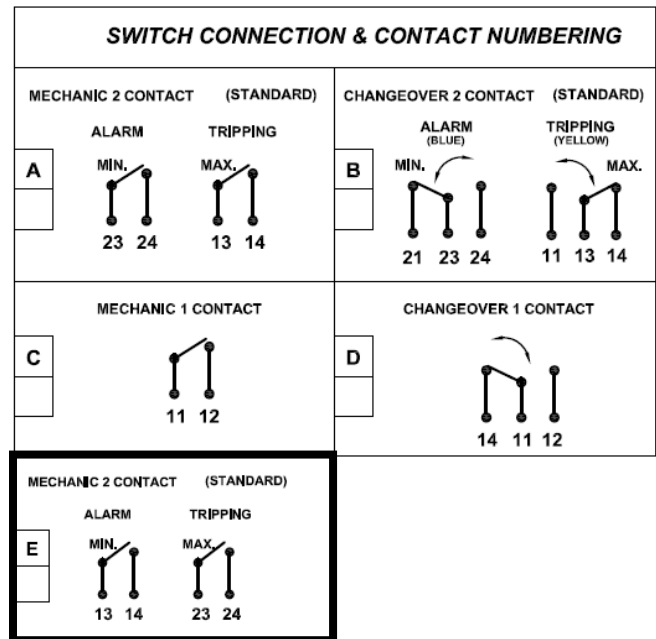 SWITCH CONNECTION & CONTACT NUMBERING
MECHANIC 2 CONTACT (STANDARD)
ALARM TRIPPING
A
MIN. MAX.
23 24 13 14
CHANGEOVER 2 CONTACT (STANDARD)
ALARM TRIPPING
(BLUE) (YELLOW)
B
MIN. MAX.
21 23 24 11 13 14
MECHANIC 1 CONTACT
C
11 12
CHANGEOVER 1 CONTACT
D
14 11 12
MECHANIC 2 CONTACT (STANDARD)
ALARM TRIPPING
E
MIN. MAX.
13 14 23 24